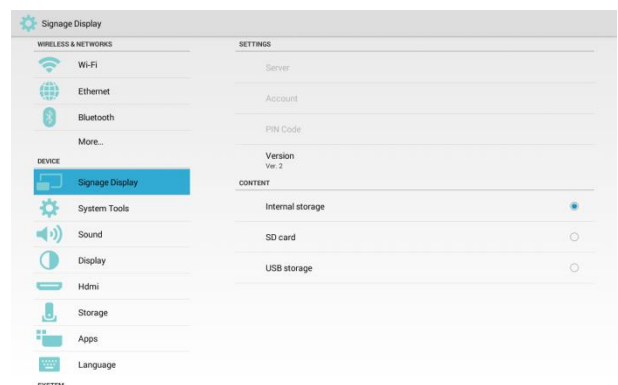 Signage Display
WIRELESS & NETWORKS
Wi-Fi
Ethernet
Bluetooth
More...
DEVICE
Signage Display
System Tools
Sound
Display
Hdmi
Storage
Apps
Language
SYSTEM
SETTINGS
Server
Account
PIN Code
Version
Ver. 2
CONTENT
Internal storage
SD card
USB storage